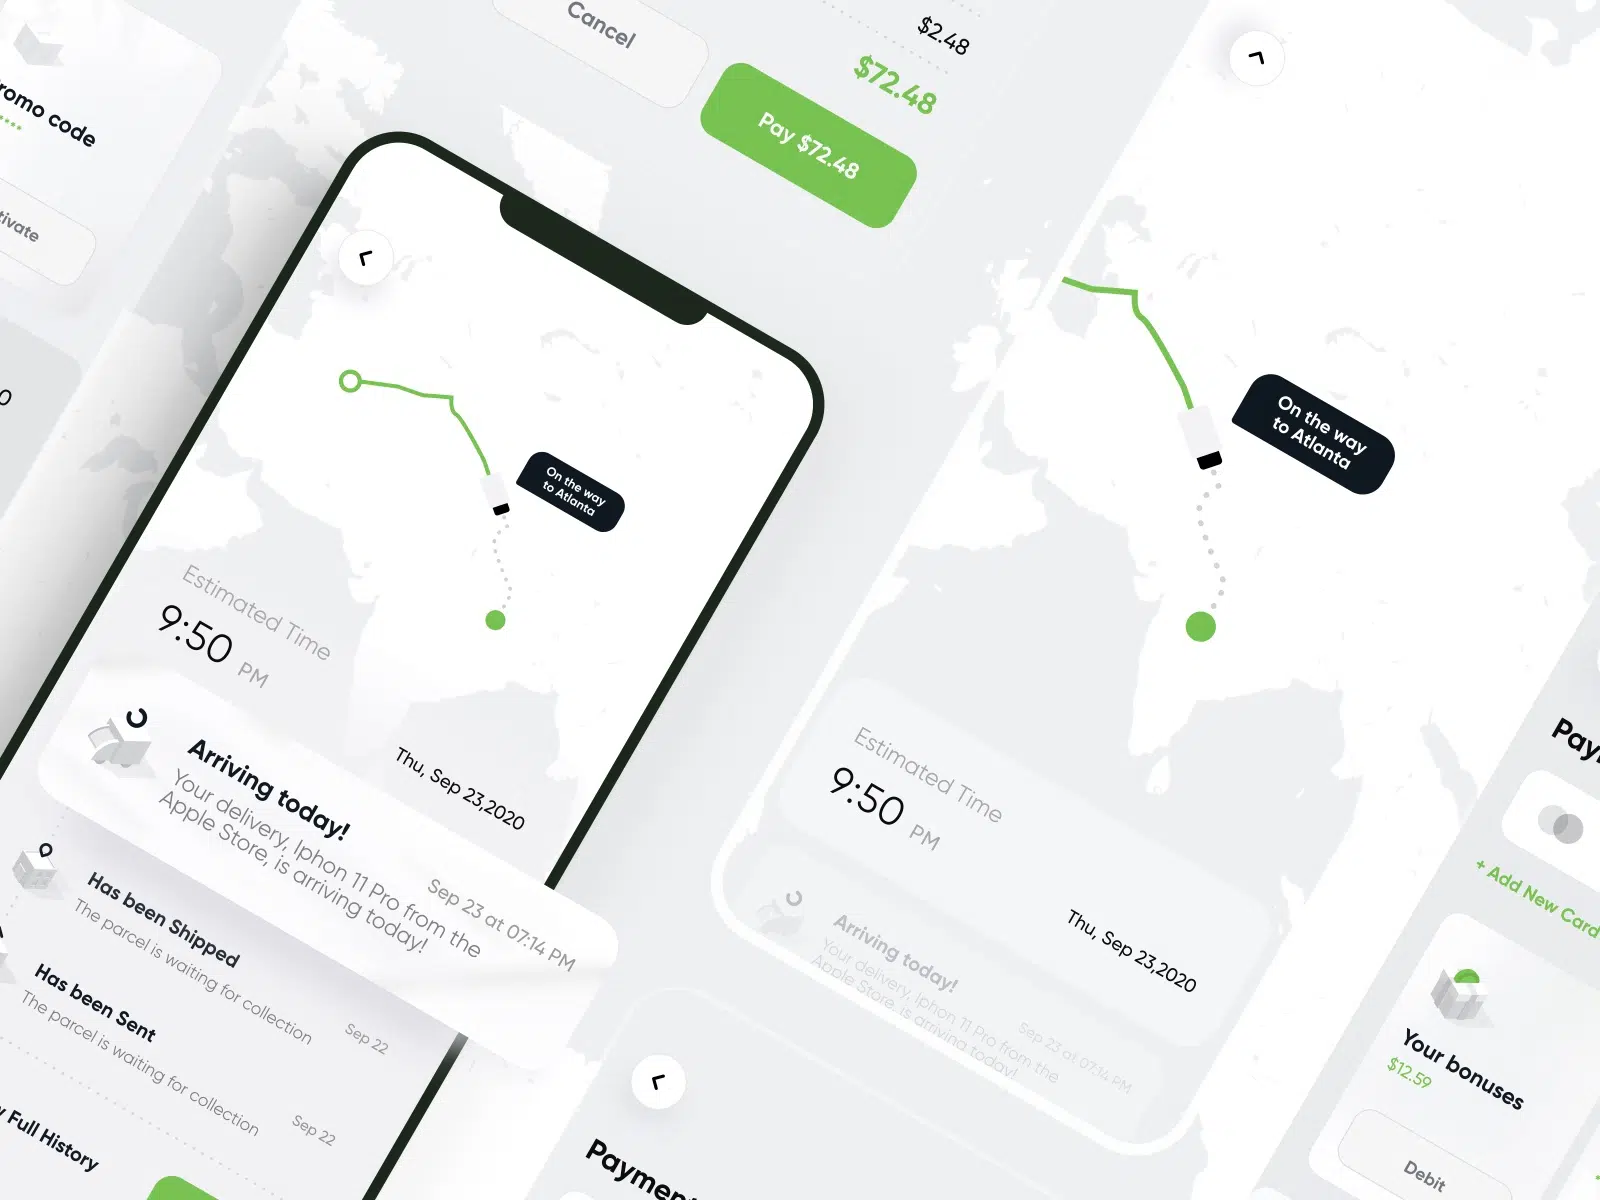 romo code
tivate
0
Cancel
$2.48
$72.48
Pay $72.48
On the way
to Atlanta
Estimated Time
9:50 PM
Thu, Sep 23,2020
Arriving today!
Your delivery, Iphon 11 Pro from the
Apple Store, is arriving today!
Sep 23 at 07:14 PM
Has been Shipped
The parcel is waiting for collection
Sep 22
Has been Sent
The parcel is waiting for collection
Sep 22
y Full History
On the way
to Atlanta
Estimated Time
9:50 PM
Thu, Sep 23,2020
Arriving today!
Your delivery, Iphon 11 Pro from the
Apple Store, is arriving today!
Sep 23 at 07:14 PM
Payment
Pay
+ Add New Card
Your bonuses
$12.59
Debit